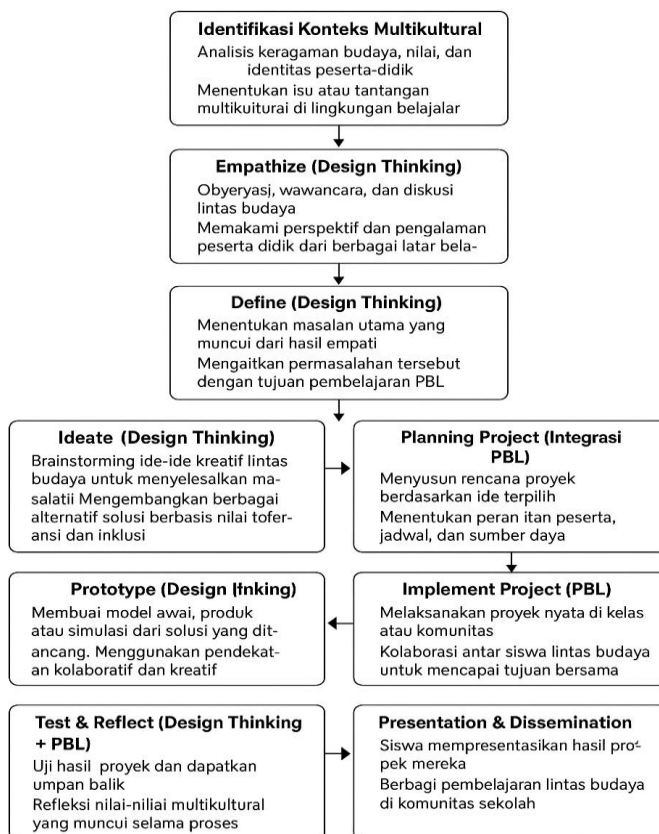 Identifikasi Konteks Multikultural
Analisis keragaman budaya, nilai, dan
identitas peserta-didik
Menentukan isu atau tantangan
multikuiturai di lingkungan belajalar
Empathize (Design Thinking)
Obyeryasj, wawancara, dan diskusi
lintas budaya
Memakami perspektif dan pengalaman
peserta didik dari berbagai latar bela-
Define (Design Thinking)
Menentukan masalan utama yang
muncui dari hasil empati
Mengaitkan permasalahan tersebut
dengan tujuan pembelajaran PBL
Ideate (Design Thinking)
Brainstorming ide-ide kreatif lintas
budaya untuk menyelesalkan ma-
salatii Mengembangkan berbagai
alternatif solusi berbasis nilai tofer-
ansi dan inklusi
Planning Project (Integrasi
PBL)
Menyusun rencana proyek
berdasarkan ide terpilih
Menentukan peran itan peserta,
jadwal, dan sumber daya
Prototype (Design
Membuai model awai, produk
atau simulasi dari solusi yang dit-
ancang. Menggunakan pendekat-
an kolaboratif dan kreatif
Implement Project (PBL)
Melaksanakan proyek nyata di kelas
atau komunitas
Kolaborasi antar siswa lintas budaya
untuk mencapai tujuan bersama
Test & Reflect (Design Thinking
+ PBL)
Uji hasil proyek dan dapatkan
umpan balik
Refleksi nilai-niliai multikultural
yang muncui selama proses
Presentation & Dissemination
Siswa mempresentasikan hasil
pek mereka
Berbagi pembelajaran lintas budaya
di komunitas sekolah